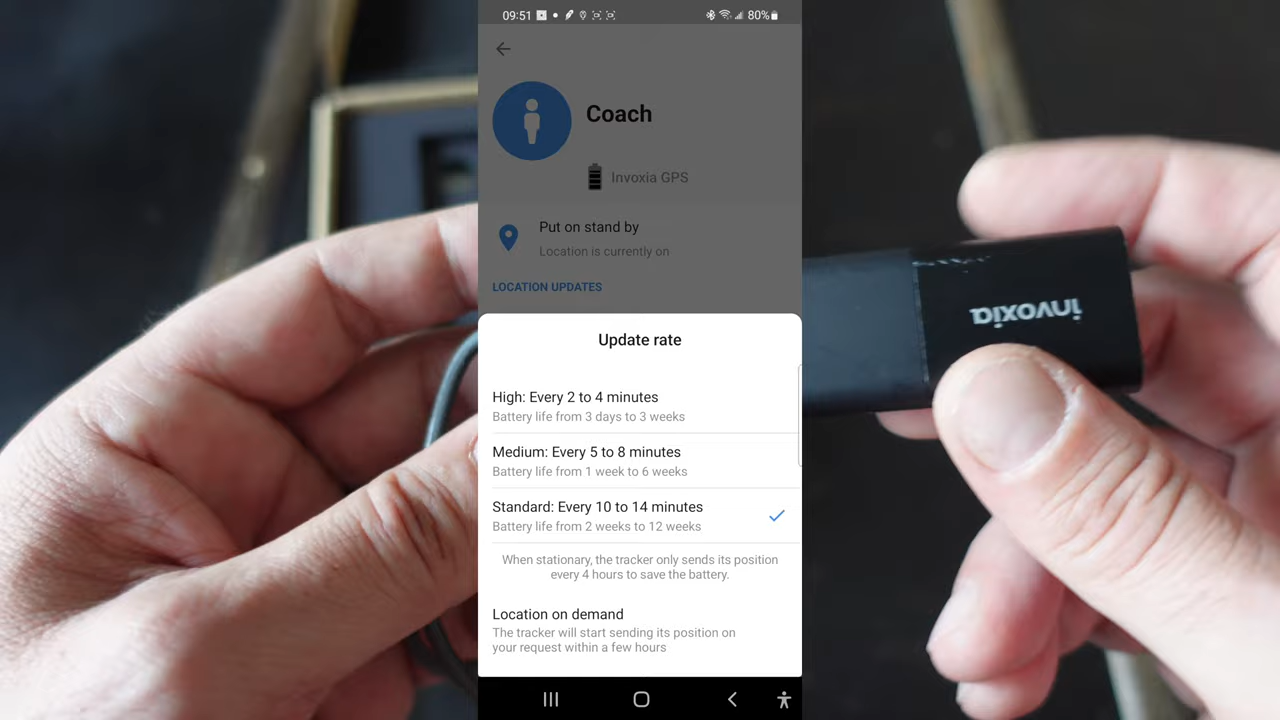 09:51
80%
Coach
Invoxia GPS
Put on stand by
Location is currently on
LOCATION UPDATES
Update rate
High: Every 2 to 4 minutes
Battery life from 3 days to 3 weeks
Medium: Every 5 to 8 minutes
Battery life from 1 week to 6 weeks
Standard: Every 10 to 14 minutes
Battery life from 2 weeks to 12 weeks
When stationary, the tracker only sends its position
every 4 hours to save the battery.
Location on demand
The tracker will start sending its position on
your request within a few hours
invoxia